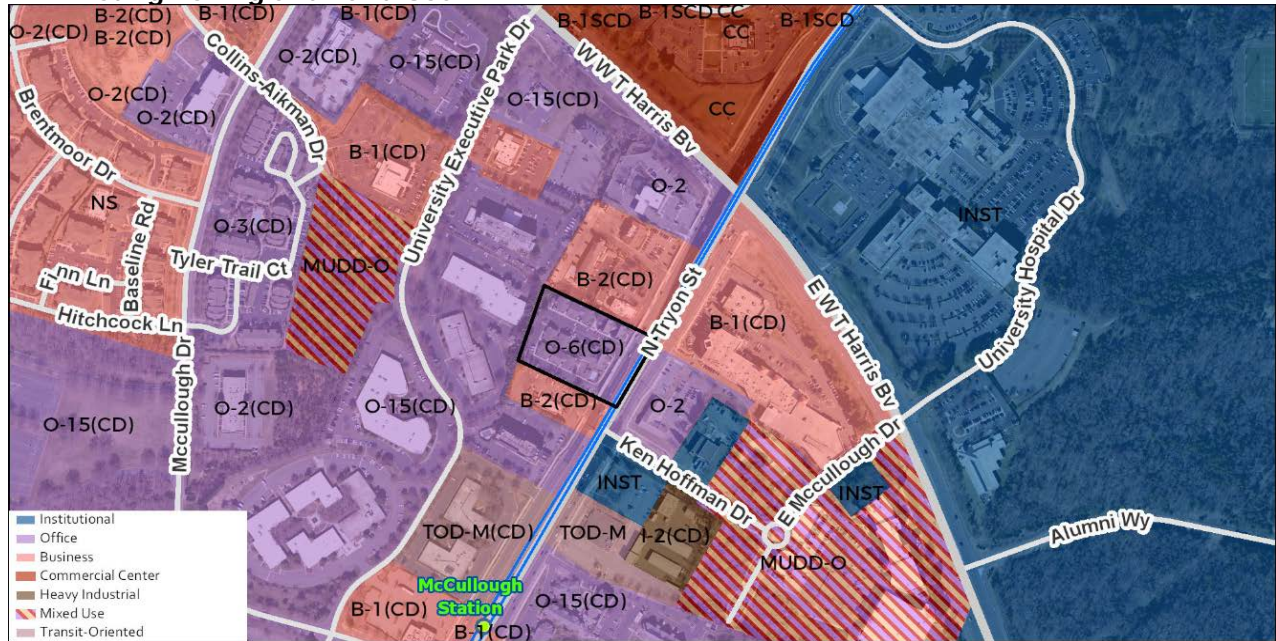 O-2(CD)
B-2(CD)
B-2(CD)
B-1(CD)
B-1(CD)
O-2(CD)
O-15(CD)
University Executive Park Dr
B-1SCD
B-1SCD
CC
CC
B-1SCD
Collins-Aikman Dr
W W T Harris Bv
O-2(CD)
O-2(CD)
O-15(CD)
CC
Brentmoor Dr
B-1(CD)
O-2
NS
Baseline Rd
O-3(CD)
INST
University Hospital Dr
Tyler Trail Ct
MUDD-O
B-2(CD)
Finn Ln
Hitchcock Ln
N Tryon St
B-1(CD)
E W T Harris Bv
O-6(CD)
Mccullough Dr
O-2(CD)
O-15(CD)
B-2(CD)
O-2
O-15(CD)
Ken Hoffman Dr
E Mccullough Dr
INST
INST
TOD-M(CD)
TOD-M
I-2(CD)
MUDD-O
Alumni Wy
McCullough
Station
B-1(CD)
O-15(CD)
B-1(CD)
Institutional
Office
Business
Commercial Center
Heavy Industrial
Mixed Use
Transit-Oriented